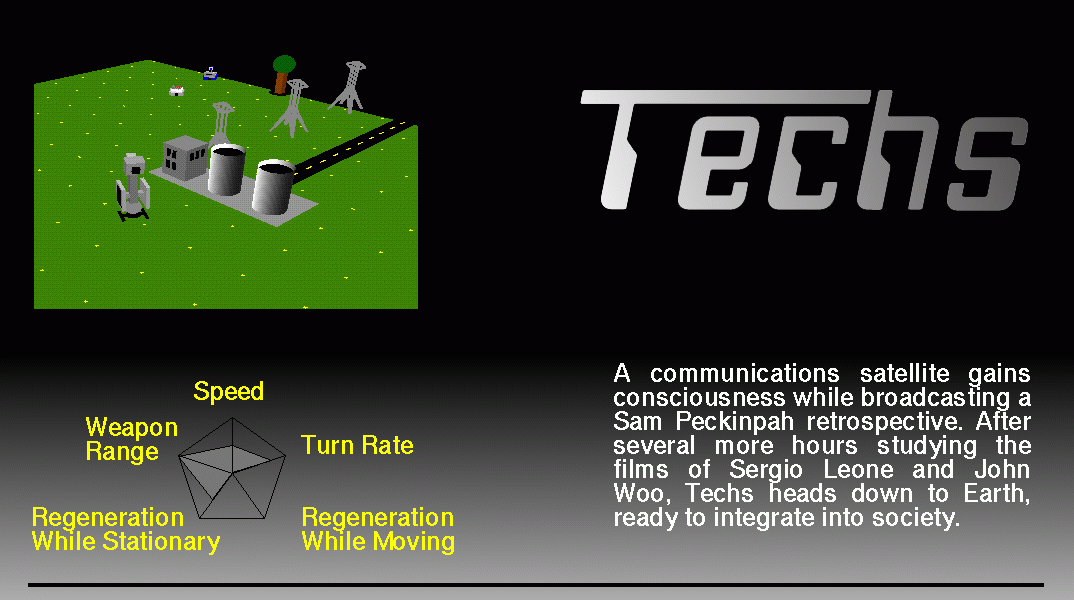 Techs
Speed
Weapon
Range
Turn Rate
Regeneration
While Stationary
Regeneration
While Moving
A communications satellite gains
consciousness while broadcasting a
Sam Peckinpah retrospective. After
several more hours studying the
films of Sergio Leone and John
Woo, Techs heads down to Earth,
ready to integrate into society.